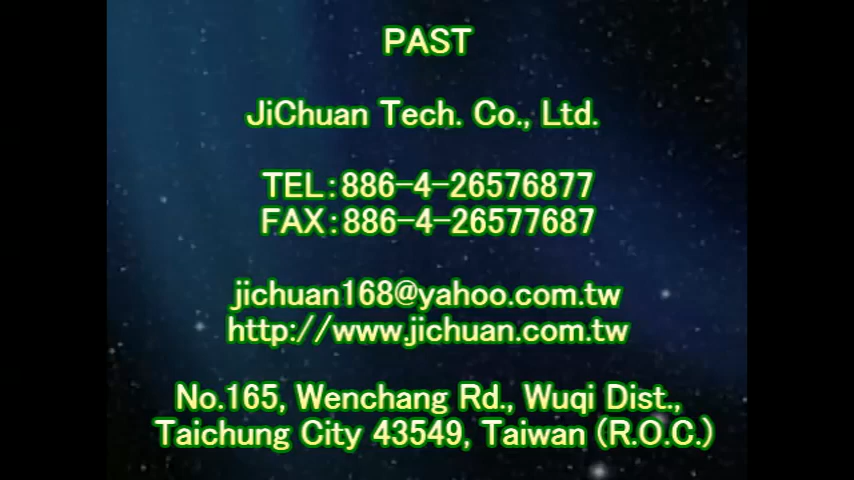 PAST
JiChuan Tech. Co., Ltd.
TEL:886-4-26576877
FAX:886-4-26577687
jichuan168@yahoo.com.tw
http://www.jichuan.com.tw
No.165, Wenchang Rd., Wuqi Dist.,
Taichung City 43549, Taiwan (R.O.C.)